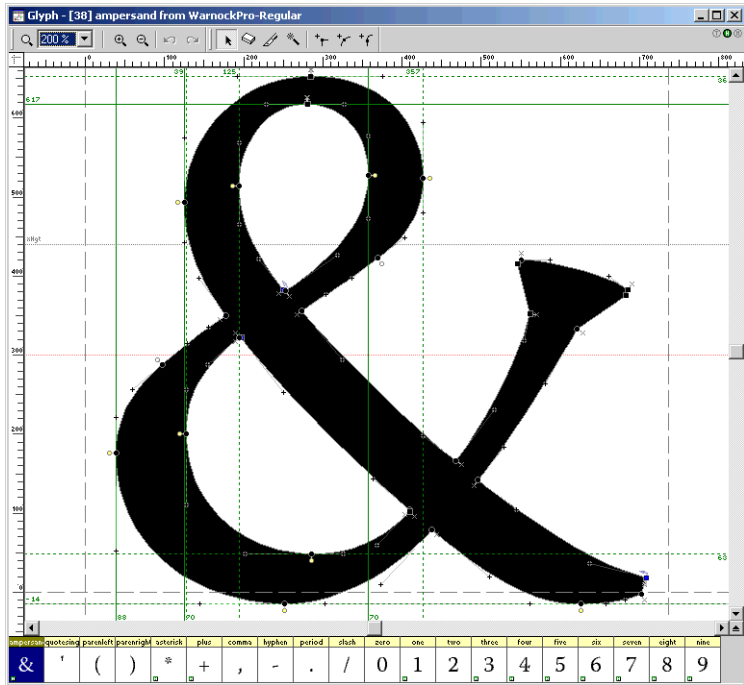 Glyph - [38] ampersand from WarnockPro-Regular
200 %
0 100 200 300 400 500 600 700 800
39 125 357 36
617
600
500
xHgt
400
300
200
100
63
0
-14
38 70 70
ampersan quotesing parenleft parenright asterisk plus comma hyphen period slash zero one two three four five six seven eight nine
& ' ( ) * + , - . / 0 1 2 3 4 5 6 7 8 9